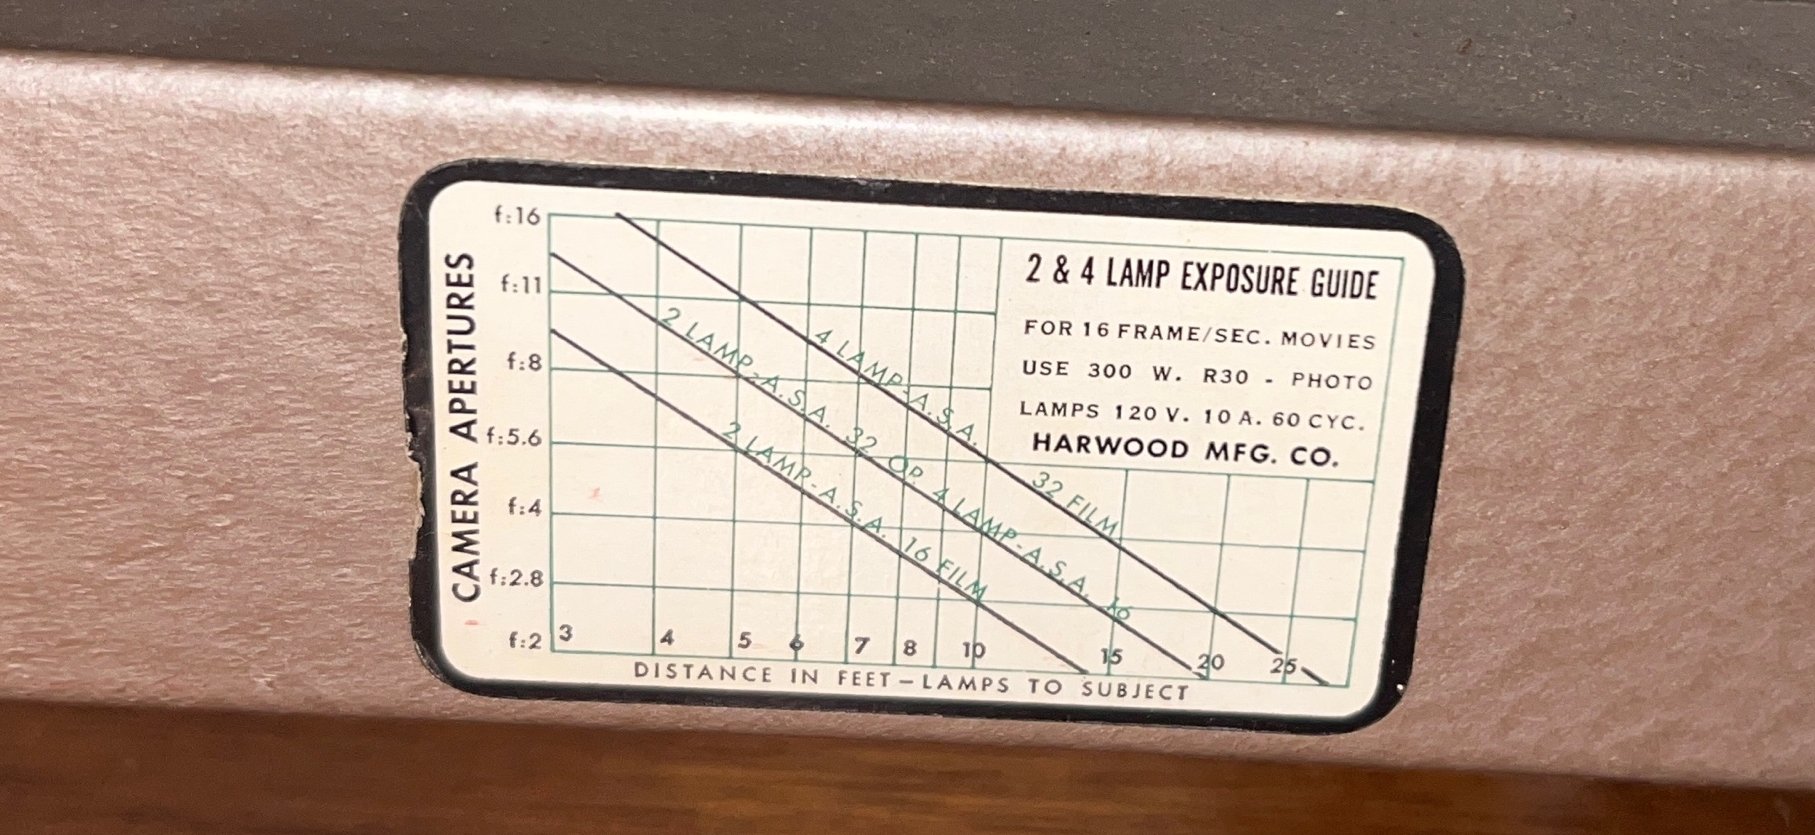 CAMERA APERTURES
f:16
f:11
f:8
f:5.6
f:4
f:2.8
f:2
2 & 4 LAMP EXPOSURE GUIDE
FOR 16 FRAME/SEC. MOVIES
USE 300 W. R30 - PHOTO
LAMPS 120 V. 10 A. 60 CYC.
HARWOOD MFG. CO.
4 LAMP-A.S.A. 32 FILM
2 LAMP-A.S.A. 32 OR 4 LAMP-A.S.A. 16
2 LAMP-A.S.A. 16 FILM
3 4 5 6 7 8 10 15 20 25
DISTANCE IN FEET-LAMPS TO SUBJECT